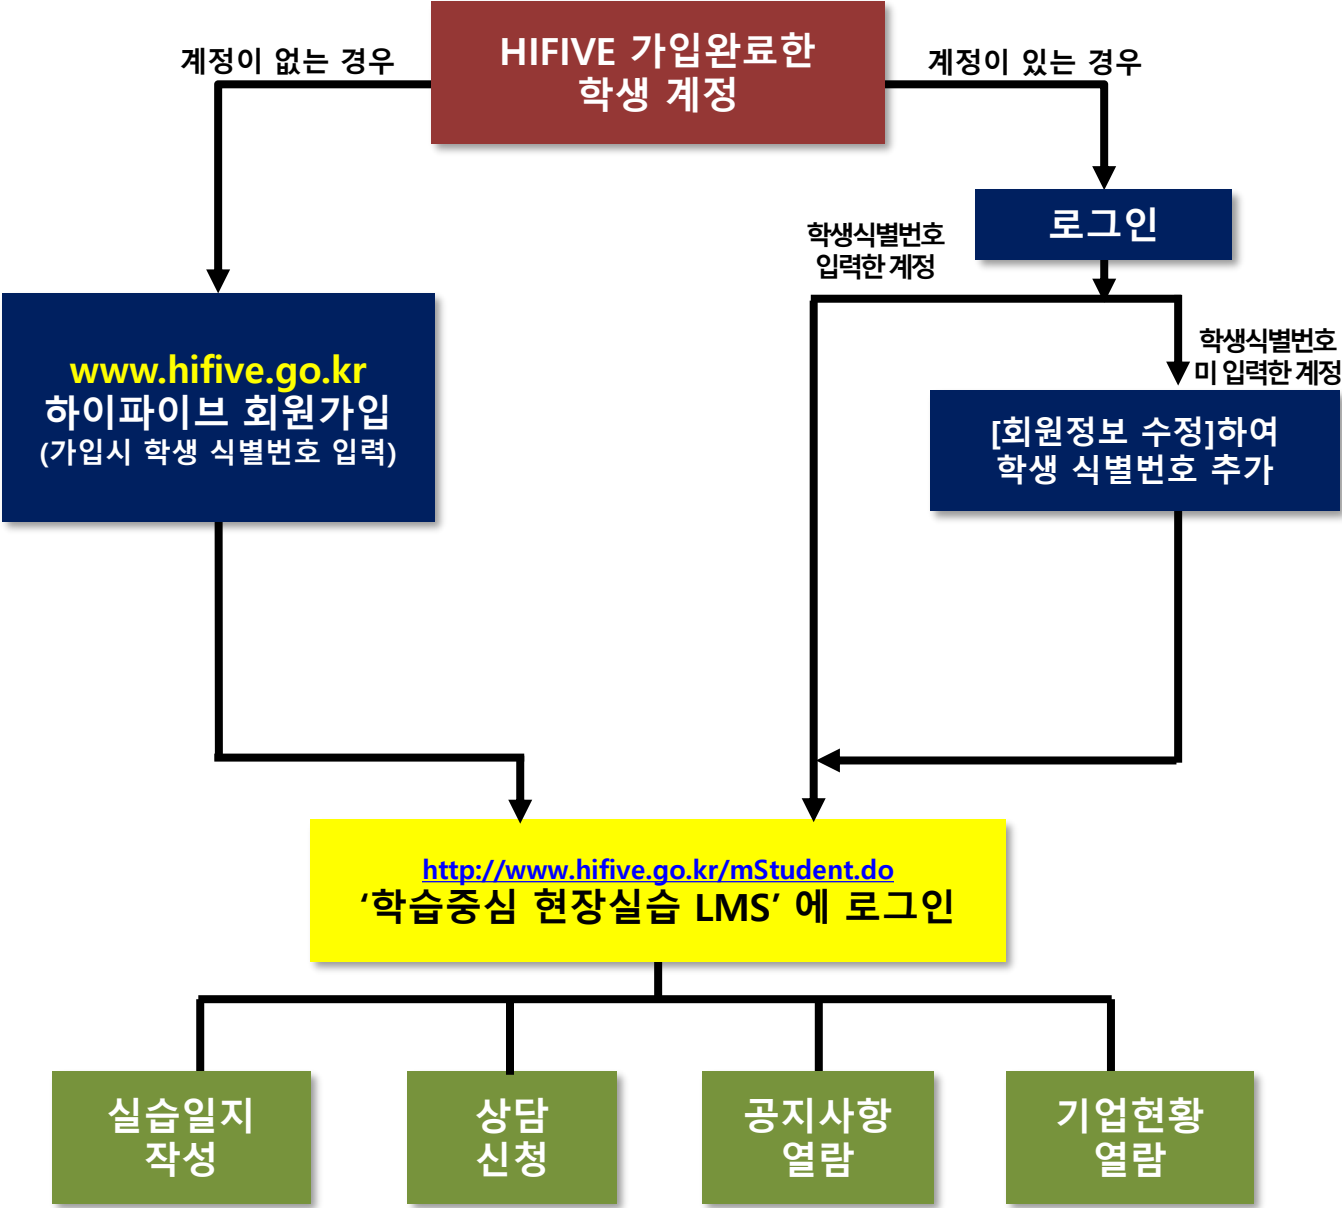 HIFIVE 가입완료한
학생 계정
계정이 없는 경우
계정이 있는 경우
로그인
학생식별번호
입력한 계정
학생식별번호
미 입력한 계정
www.hifive.go.kr
하이파이브 회원가입
(가입시 학생 식별번호 입력)
[회원정보 수정]하여
학생 식별번호 추가
http://www.hifive.go.kr/mStudent.do
‘학습중심 현장실습 LMS’ 에 로그인
실습일지
작성
상담
신청
공지사항
열람
기업현황
열람